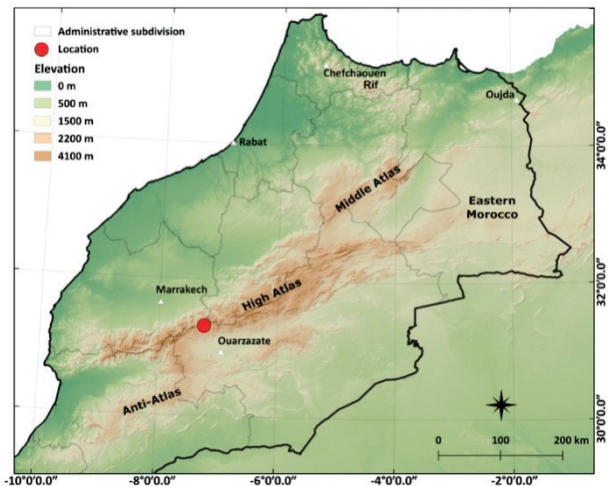 Administrative subdivision
Location
Elevation
0 m
500 m
1500 m
2200 m
4100 m
Chefchaouen
Rif
Oujda
Rabat
34°0'0.0"
Middle Atlas
Eastern
Morocco
Marrakech
High Atlas
32°0'0.0"
Ouarzazate
Anti-Atlas
30°0'0.0"
0 100 200 km
-10°0'0.0" -8°0'0.0" -6°0'0.0" -4°0'0.0" -2°0'0.0"